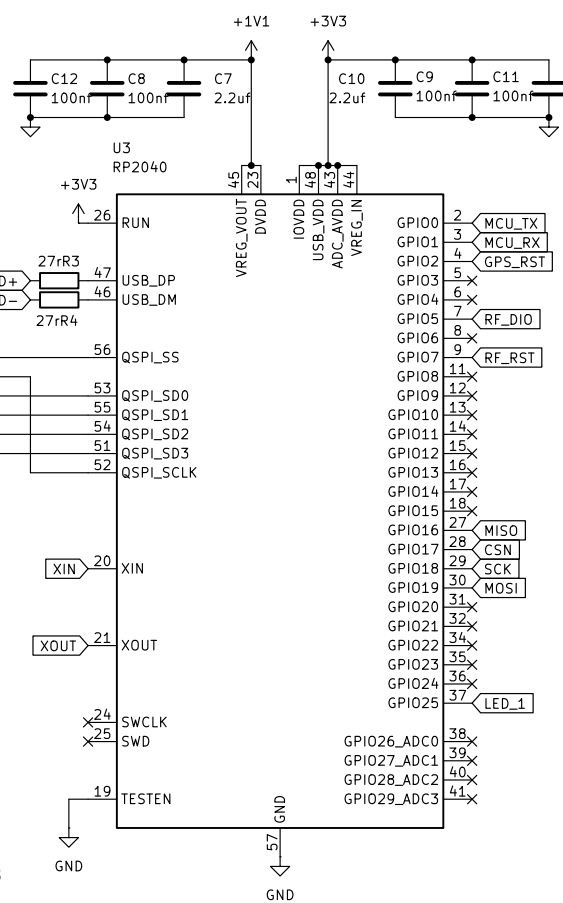 +1V1
+3V3
C12
100nf
C8
100nf
C7
2.2uf
C10
2.2uf
C9
100nf
C11
100nf
U3
RP2040
+3V3
45
23
1
48
43
44
VREG_VOUT
DVDD
IOVDD
USB_VDD
ADC_AVDD
VREG_IN
26 RUN
27rR3
D+
47 USB_DP
D-
46 USB_DM
27rR4
56 QSPI_SS
53 QSPI_SD0
55 QSPI_SD1
54 QSPI_SD2
51 QSPI_SD3
52 QSPI_SCLK
XIN 20 XIN
XOUT 21 XOUT
24 SWCLK
25 SWD
19 TESTEN
GND
GPIO0 2 MCU_TX
GPIO1 3 MCU_RX
GPIO2 4 GPS_RST
GPIO3 5
GPIO4 6
GPIO5 7 RF_DIO
GPIO6 8
GPIO7 9 RF_RST
GPIO8 11
GPIO9 12
GPIO10 13
GPIO11 14
GPIO12 15
GPIO13 16
GPIO14 17
GPIO15 18
GPIO16 27 MISO
GPIO17 28 CSN
GPIO18 29 SCK
GPIO19 30 MOSI
GPIO20 31
GPIO21 32
GPIO22 34
GPIO23 35
GPIO24 36
GPIO25 37 LED_1
GPIO26_ADC0 38
GPIO27_ADC1 39
GPIO28_ADC2 40
GPIO29_ADC3 41
GND
57
GND